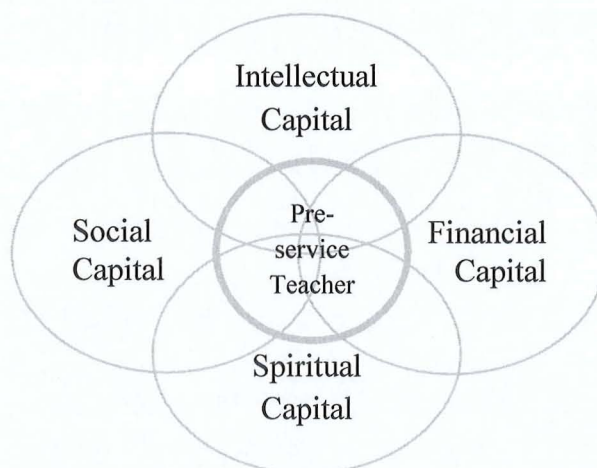 Intellectual
Capital
Social
Capital
Pre-
service
Teacher
Financial
Capital
Spiritual
Capital